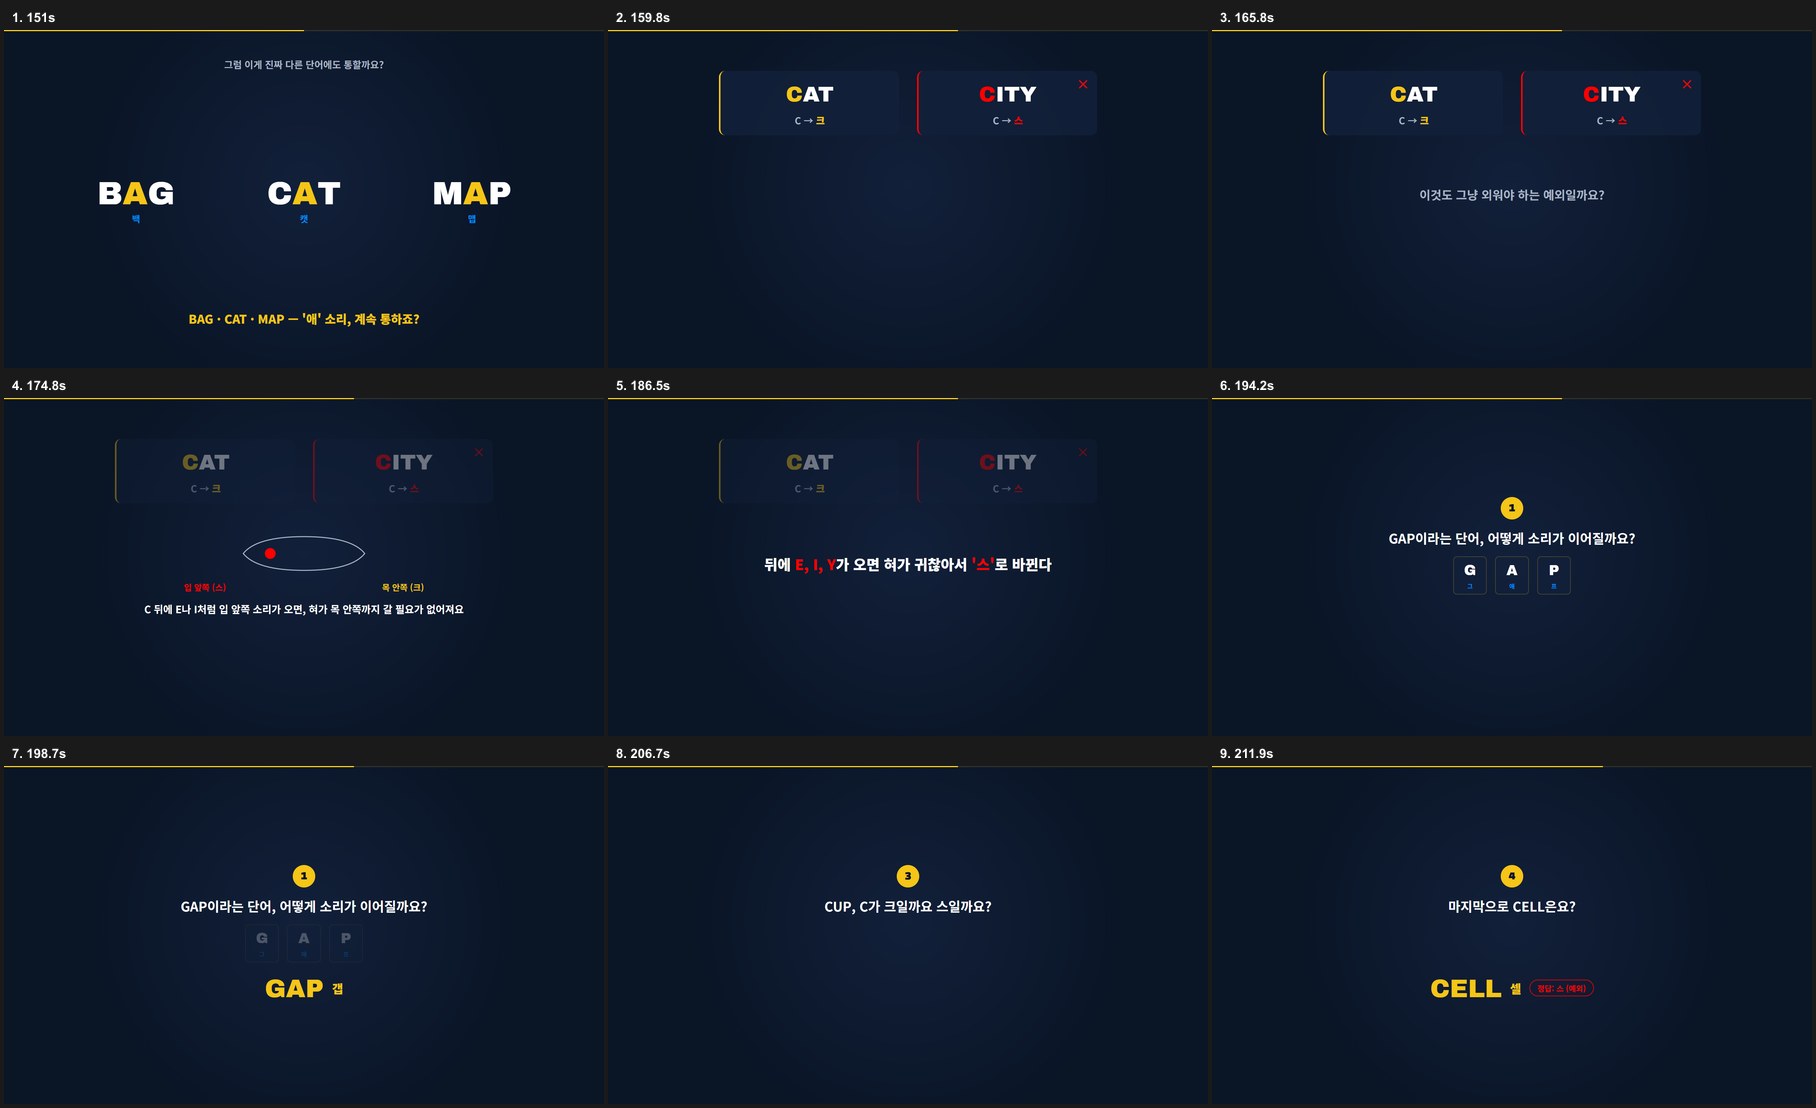 1. 151s
그럼 이게 진짜 다른 단어에도 통할까요?
BAG CAT MAP
백 캣 맵
BAG · CAT · MAP — '애' 소리, 계속 통하죠?
2. 159.8s
CAT CITY ×
C → 크 C → 스
3. 165.8s
CAT CITY ×
C → 크 C → 스
이것도 그냥 외워야 하는 예외일까요?
4. 174.8s
CAT CITY ×
C → 크 C → 스
입 앞쪽 (스) 목 안쪽 (크)
C 뒤에 E나 I처럼 입 앞쪽 소리가 오면, 혀가 목 안쪽까지 갈 필요가 없어져요
5. 186.5s
CAT CITY ×
C → 크 C → 스
뒤에 E, I, Y가 오면 혀가 귀찮아서 '스'로 바뀐다
6. 194.2s
1
GAP이라는 단어, 어떻게 소리가 이어질까요?
G A P
그 애 프
7. 198.7s
1
GAP이라는 단어, 어떻게 소리가 이어질까요?
G A P
GAP 갭
8. 206.7s
3
CUP, C가 크일까요 스일까요?
9. 211.9s
4
마지막으로 CELL은요?
CELL 셀 정답: 스 (예외)